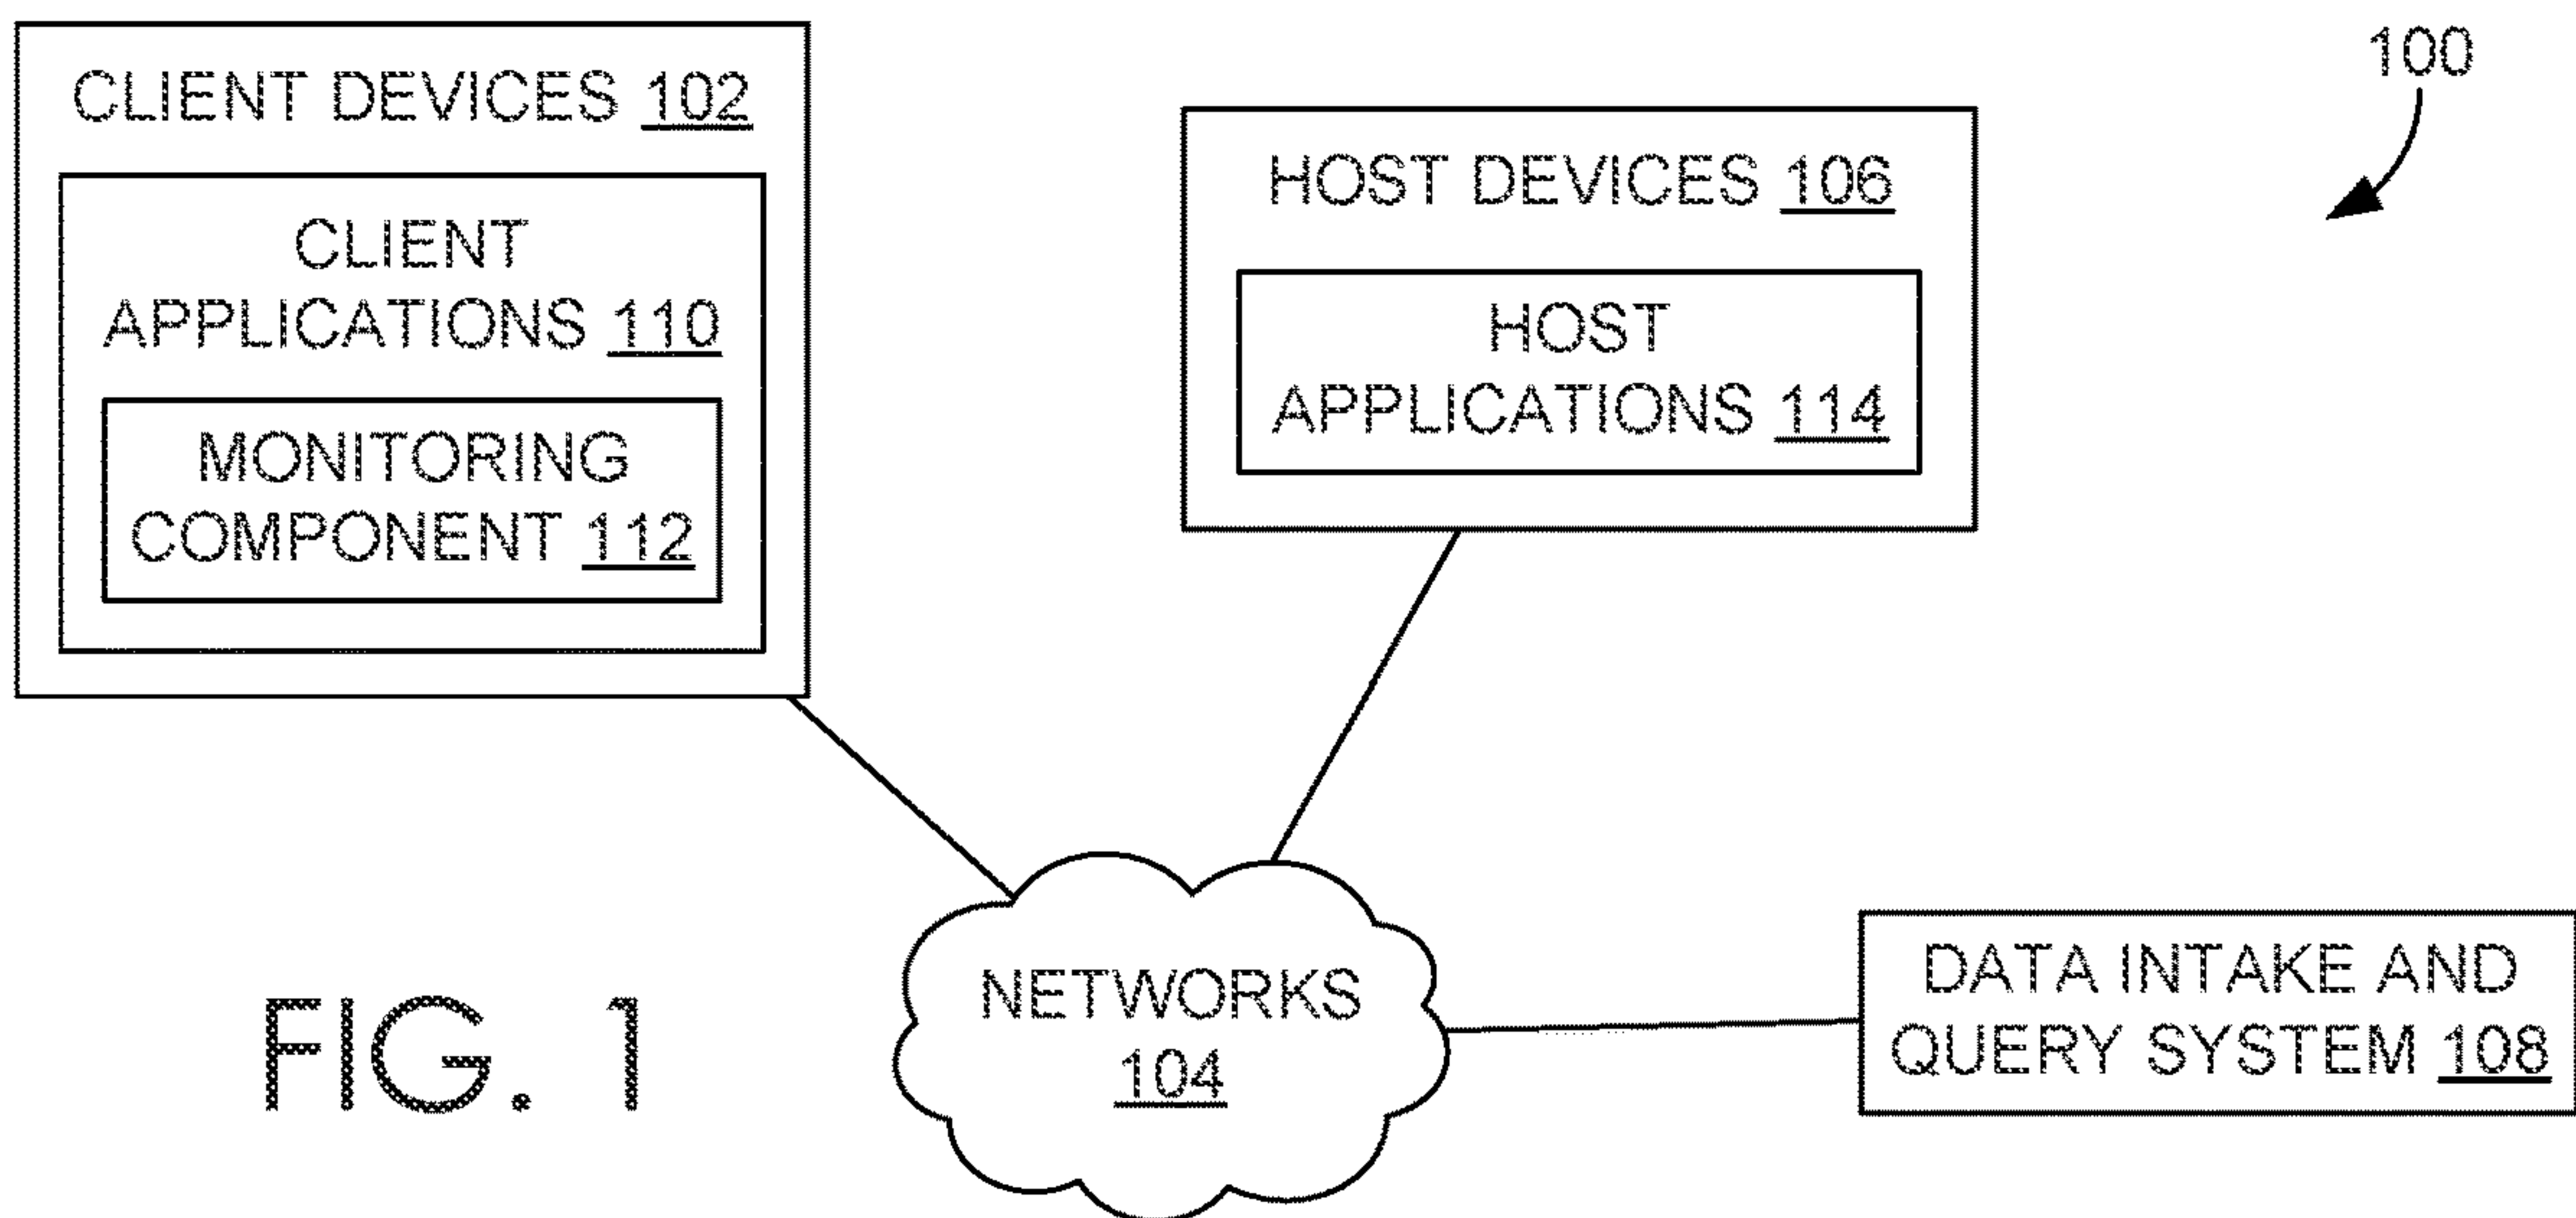 100
CLIENT DEVICES 102
CLIENT
APPLICATIONS 110
MONITORING
COMPONENT 112
HOST DEVICES 106
HOST
APPLICATIONS 114
NETWORKS
104
DATA INTAKE AND
QUERY SYSTEM 108
FIG. 1